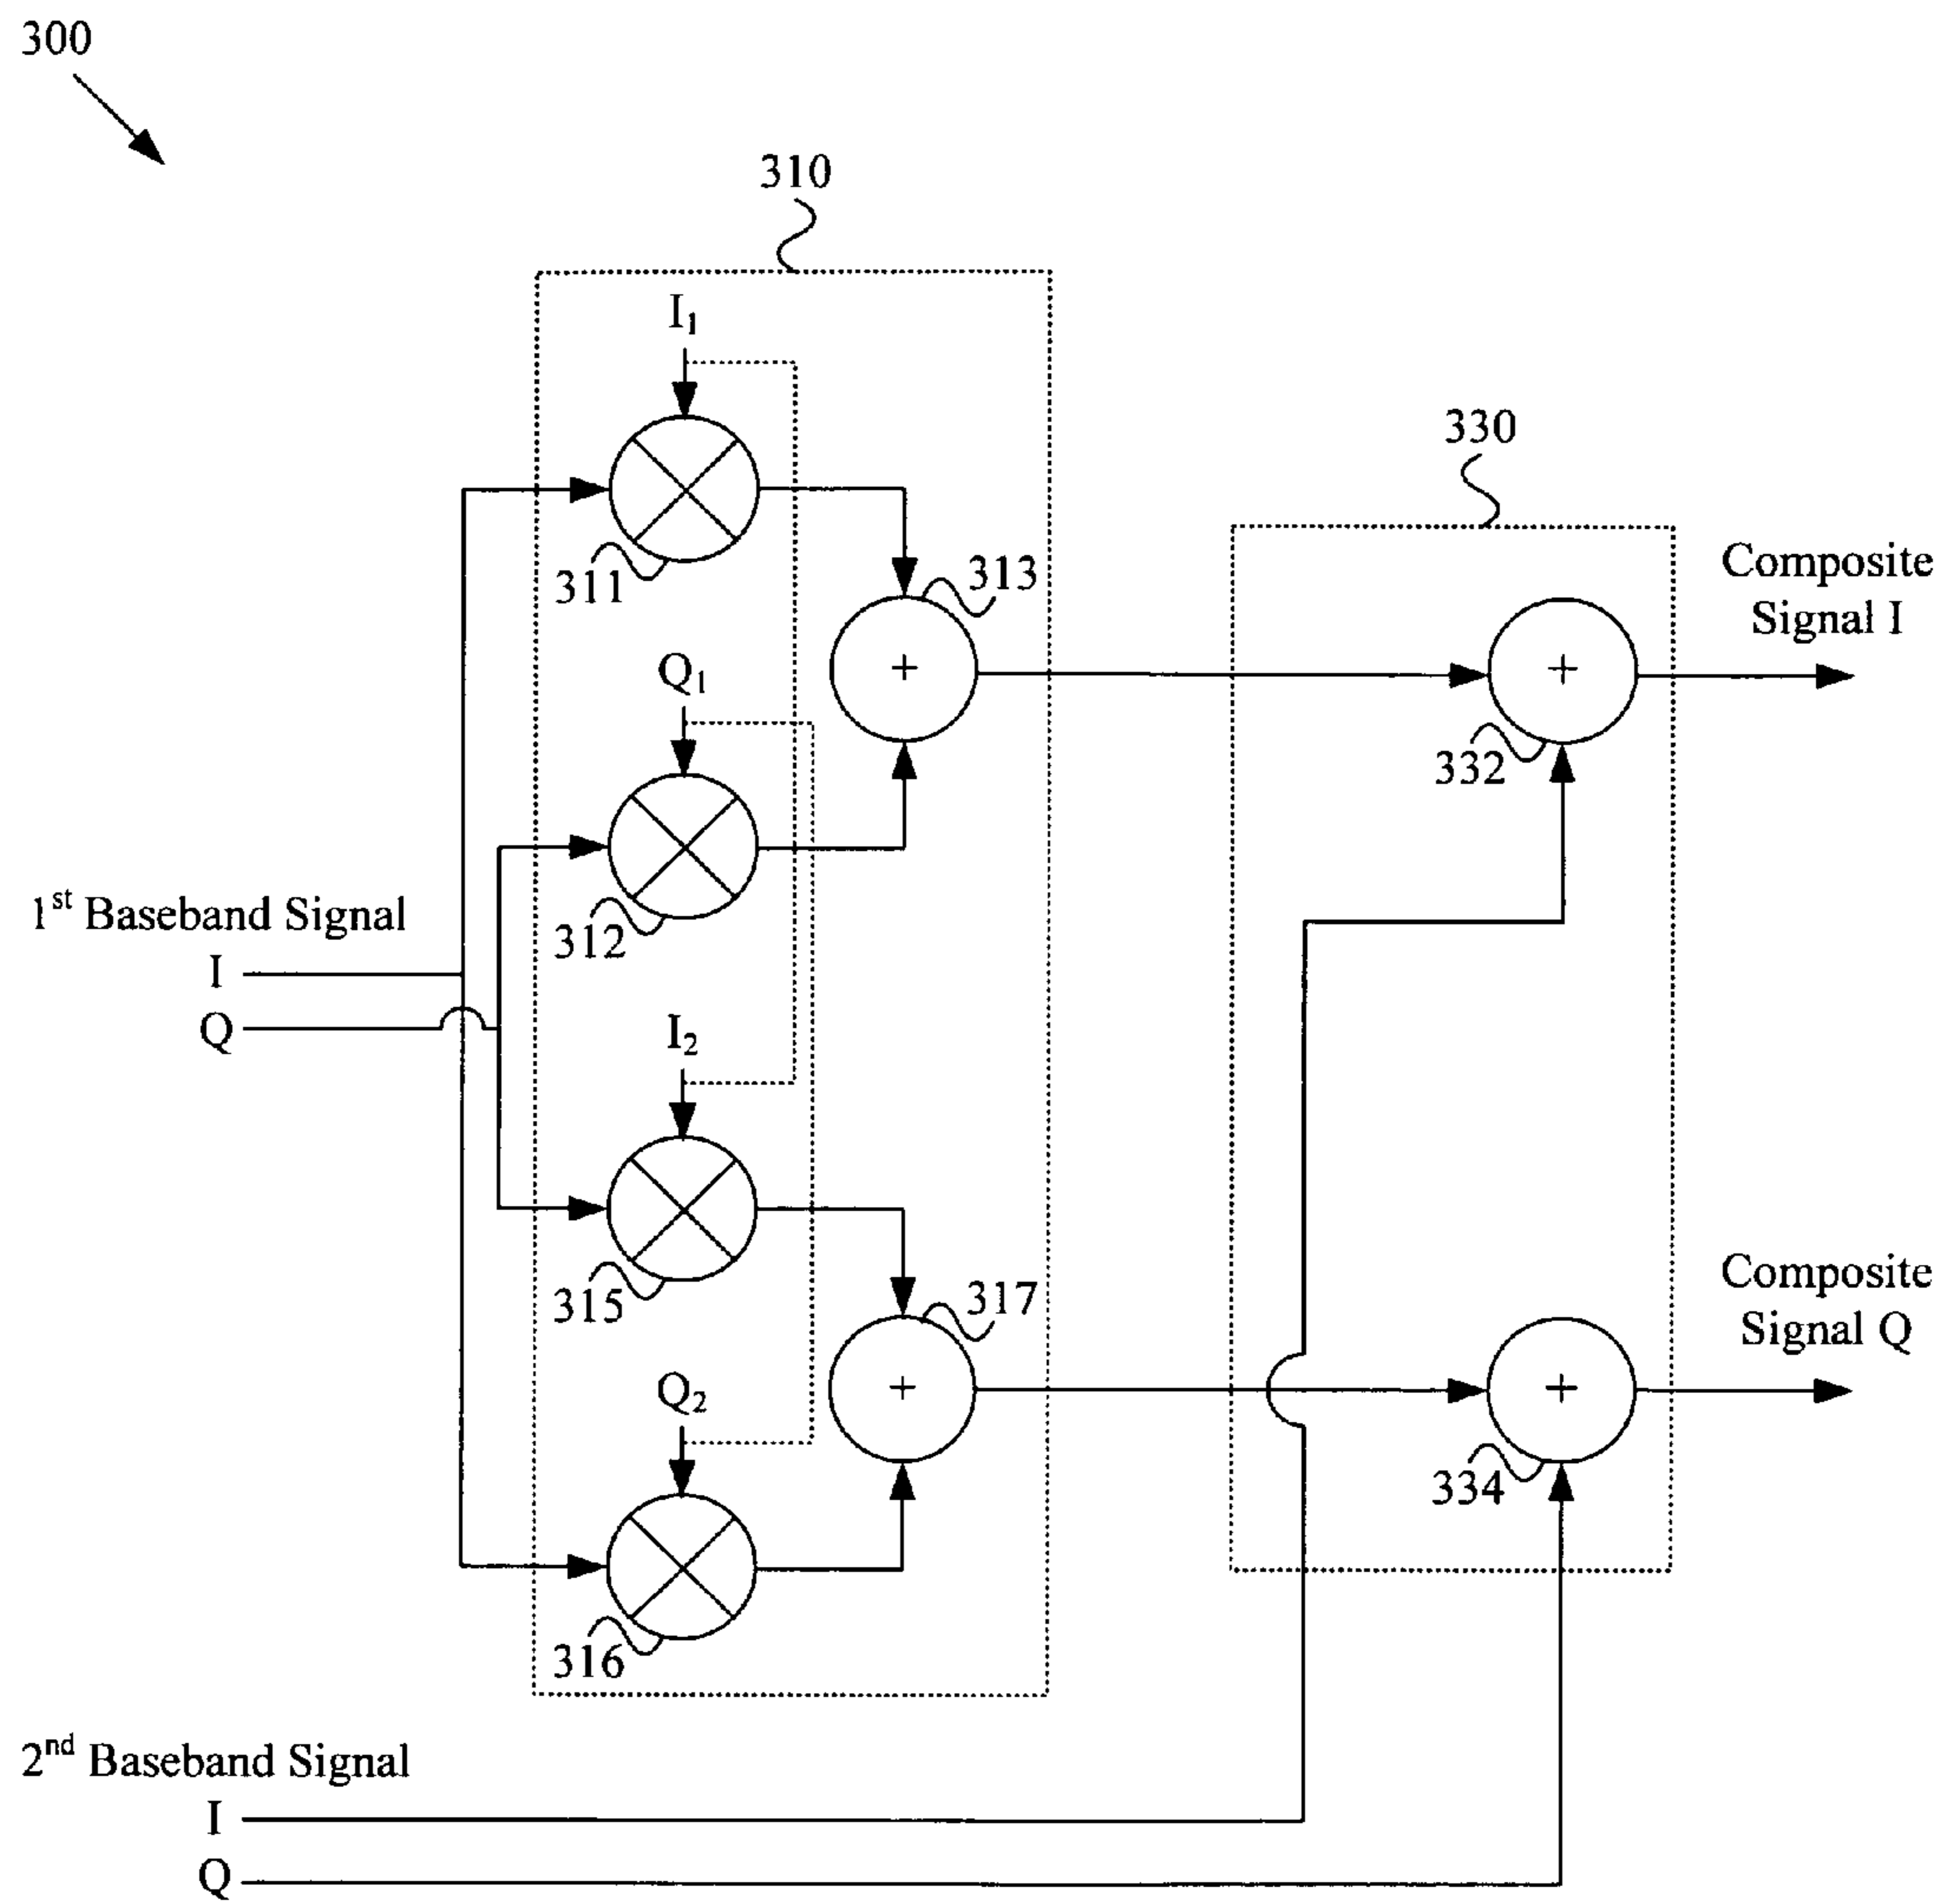 300
310
I₁
330
311
313
Composite
Signal I
Q₁
332
312
1ˢᵗ Baseband Signal
I
Q
I₂
315
317
Composite
Signal Q
Q₂
334
316
2ⁿᵈ Baseband Signal
I
Q
+
+
+
+